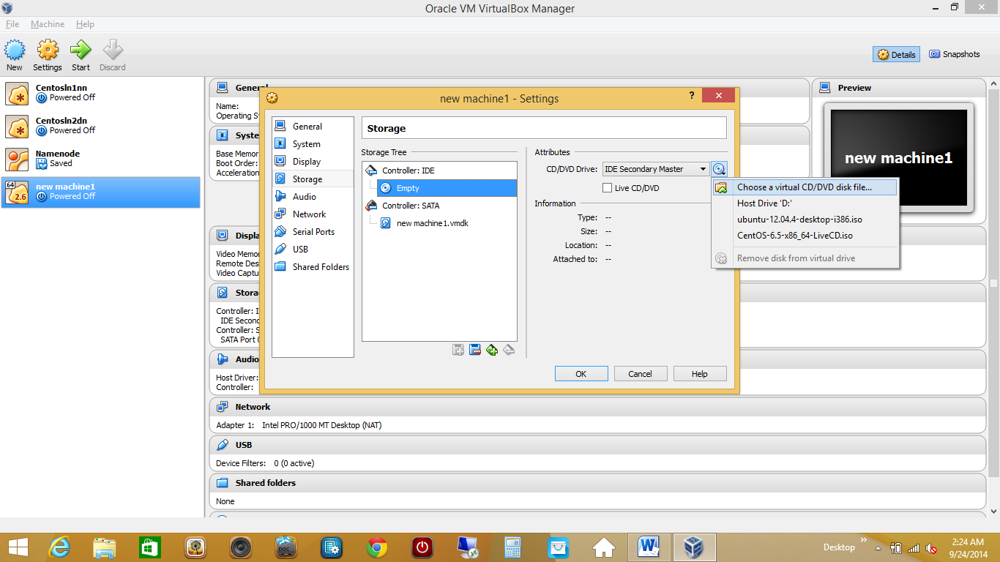 Oracle VM VirtualBox Manager
File Machine Help
New Settings Start Discard
Details Snapshots
Centosln1nn
Powered Off
Centosln2dn
Powered Off
Namenode
Saved
64
2.6
new machine1
Powered Off
General
Name:
Operating Sy
Syste
Base Memor
Boot Order:
Acceleration
Displa
Video Memo
Remote Des
Video Captu
Stora
Controller: I
IDE Second
Controller: S
SATA Port (
Audio
Host Driver:
Controller:
Network
Adapter 1: Intel PRO/1000 MT Desktop (NAT)
USB
Device Filters: 0 (0 active)
Shared folders
None
Preview
new machine1
new machine1 - Settings
?
General
System
Display
Storage
Audio
Network
Serial Ports
USB
Shared Folders
Storage
Storage Tree
Controller: IDE
Empty
Controller: SATA
new machine1.vmdk
Attributes
CD/DVD Drive: IDE Secondary Master
Live CD/DVD
Information
Type: --
Size: --
Location: --
Attached to: --
Choose a virtual CD/DVD disk file...
Host Drive 'D:'
ubuntu-12.04.4-desktop-i386.iso
CentOS-6.5-x86_64-LiveCD.iso
Remove disk from virtual drive
OK Cancel Help
DOC
Desktop
2:24 AM
9/24/2014